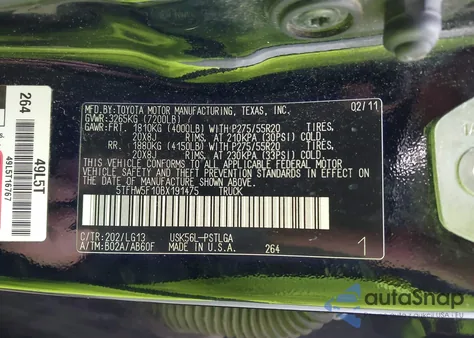 MFD.BY:TOYOTA MOTOR MANUFACTURING, TEXAS, INC. 02/11
GVWR: 3265KG (7200LB)
GAWR:FRT. 1810KG (4000LB) WITH P275/55R20 TIRES.
20X8J RIMS. AT 210KPA (30PSI) COLD
RR. 1880KG (4150LB) WITH P275/55R20 TIRES.
20X8J RIMS. AT 230KPA (33PSI) COLD
THIS VEHICLE CONFORMS TO ALL APPLICABLE FEDERAL MOTOR
VEHICLE SAFETY AND THEFT PREVENTION STANDARDS IN EFFECT
ON THE DATE OF MANUFACTURE SHOWN ABOVE.
5TFHW5F10BX191475 TRUCK
C/TR:202/LG13 USK56L-PSTLGA
A/TM:B02A/AB60F MADE IN U.S.A. 264 1
264
49L5T
49L5T16767
autoSnap